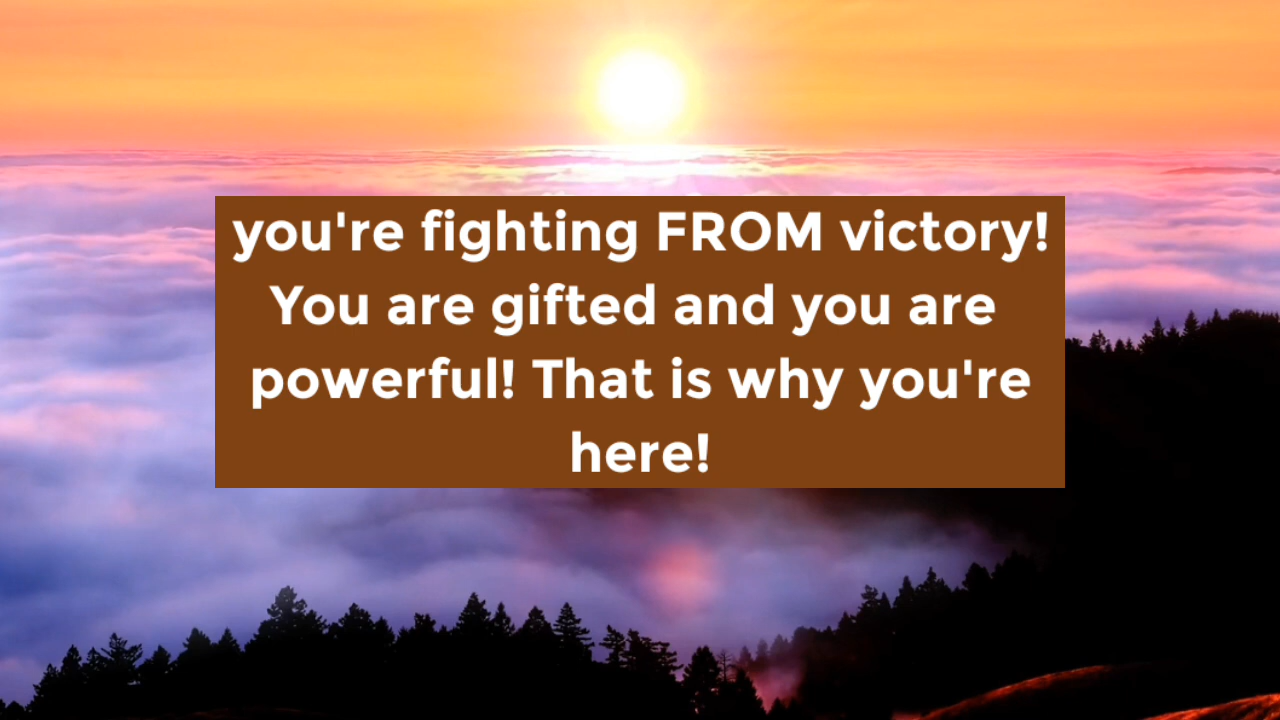 you're fighting FROM victory!
You are gifted and you are
powerful! That is why you're
here!